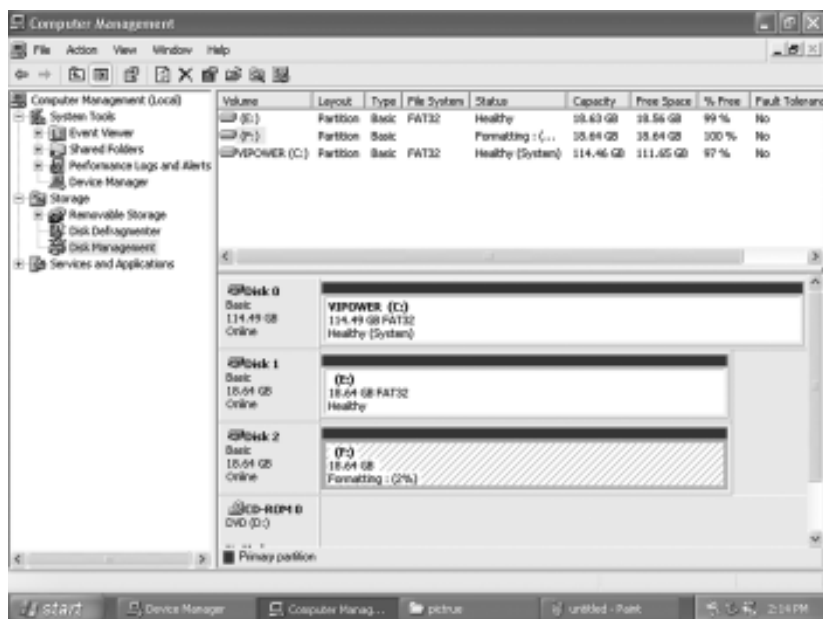 Computer Management
File Action View Window Help
Computer Management (Local)
System Tools
Event Viewer
Shared Folders
Performance Logs and Alerts
Device Manager
Storage
Removable Storage
Disk Defragmenter
Disk Management
Services and Applications
Volume Layout Type File System Status Capacity Free Space % Free Fault Toleranc
(E:) Partition Basic FAT32 Healthy 18.63 GB 18.56 GB 99 % No
(F:) Partition Basic Formatting : (... 18.64 GB 18.64 GB 100 % No
VIPOWER (C:) Partition Basic FAT32 Healthy (System) 114.46 GB 111.65 GB 97 % No
Disk 0
Basic
114.49 GB
Online
VIPOWER (C:)
114.49 GB FAT32
Healthy (System)
Disk 1
Basic
18.64 GB
Online
(E:)
18.64 GB FAT32
Healthy
Disk 2
Basic
18.64 GB
Online
(F:)
18.64 GB
Formatting : (2%)
CD-ROM 0
DVD (D:)
Primary partition
start Device Manager Computer Manag... pictrue untitled - Paint 2:14 PM